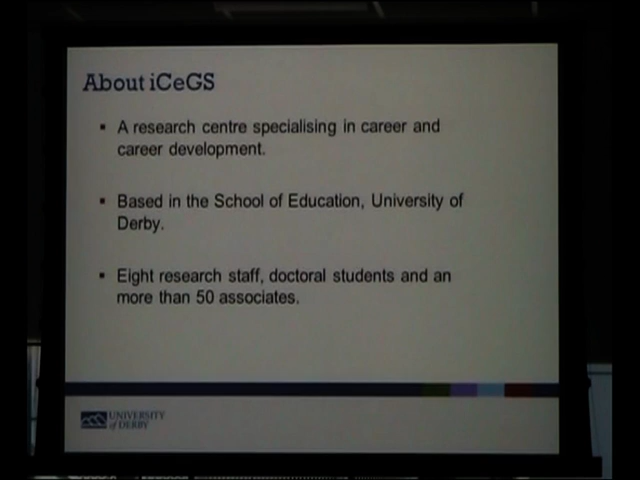 About iCeGS
▪ A research centre specialising in career and
career development.
▪ Based in the School of Education, University of
Derby.
▪ Eight research staff, doctoral students and an
more than 50 associates.
UNIVERSITY
of DERBY